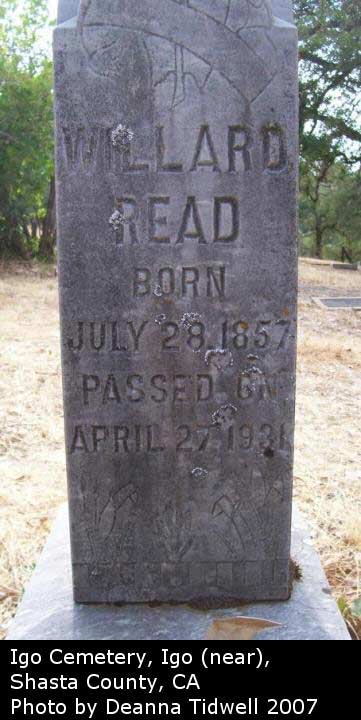 WILLARD
READ
BORN
JULY 28, 1857
PASSED ON
APRIL 27, 1931
Igo Cemetery, Igo (near),
Shasta County, CA
Photo by Deanna Tidwell 2007